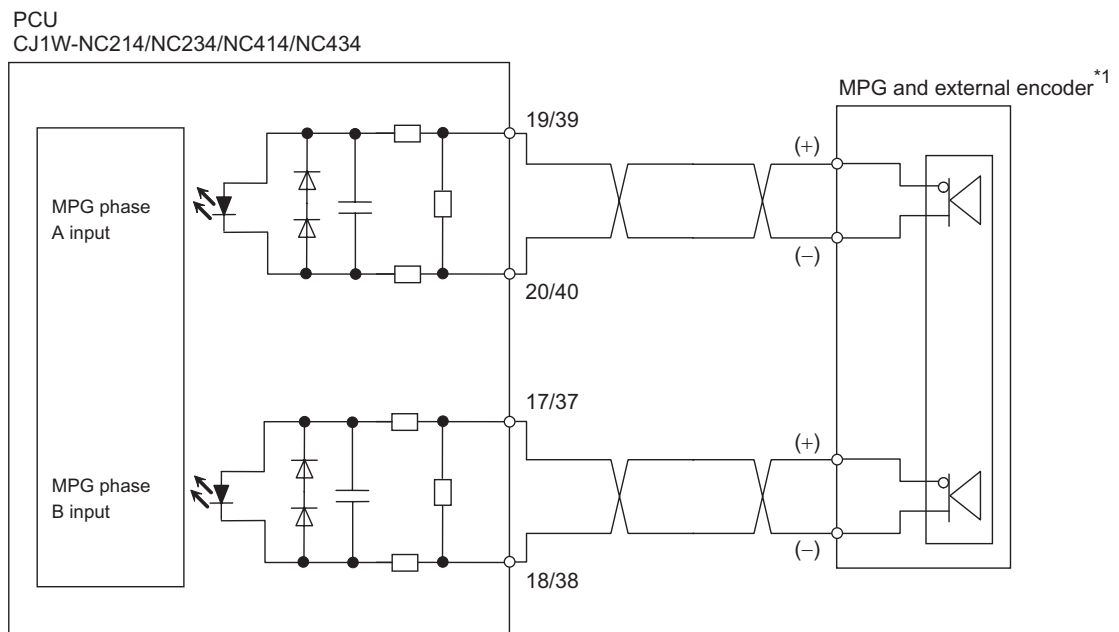 PCU
CJ1W-NC214/NC234/NC414/NC434
MPG and external encoder*1
19/39
(+)
MPG phase
A input
(−)
20/40
17/37
(+)
MPG phase
B input
(−)
18/38